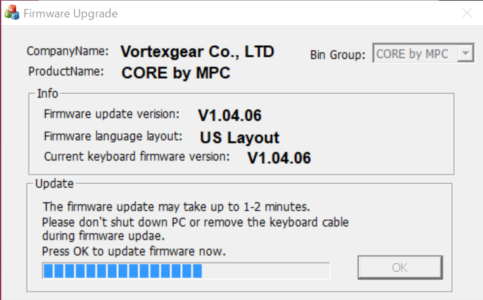 Firmware Upgrade
CompanyName: Vortexgear Co., LTD Bin Group: CORE by MPC
ProductName: CORE by MPC
Info
Firmware update version: V1.04.06
Firmware language layout: US Layout
Current keyboard firmware version: V1.04.06
Update
The firmware update may take up to 1-2 minutes.
Please don't shut down PC or remove the keyboard cable
during firmware updae.
Press OK to update firmware now.
OK